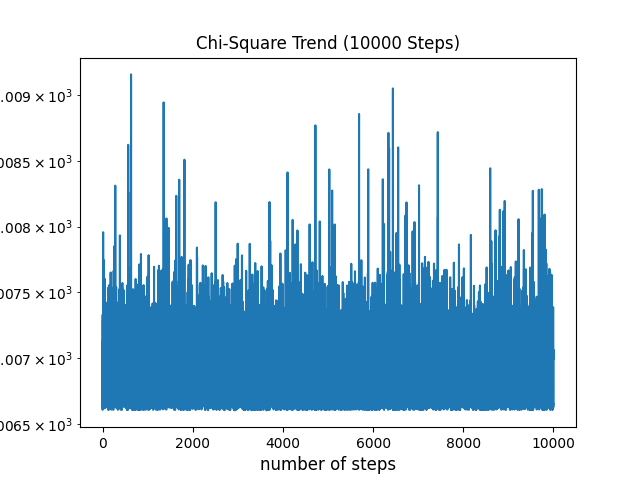 Chi-Square Trend (10000 Steps)
.009 × 10³
0085 × 10³
.008 × 10³
0075 × 10³
.007 × 10³
0065 × 10³
0 2000 4000 6000 8000 10000
number of steps